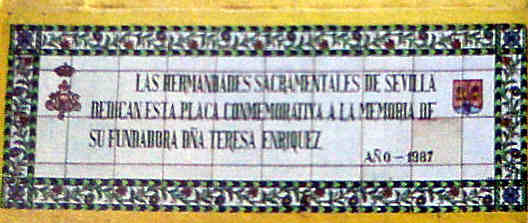 LAS HERMANDADES SACRAMENTALES DE SEVILLA
DEDICAN ESTA PLACA CONMEMORATIVA A LA MEMORIA DE
SU FUNDADORA DÑA TERESA ENRIQUEZ
AÑO - 1987